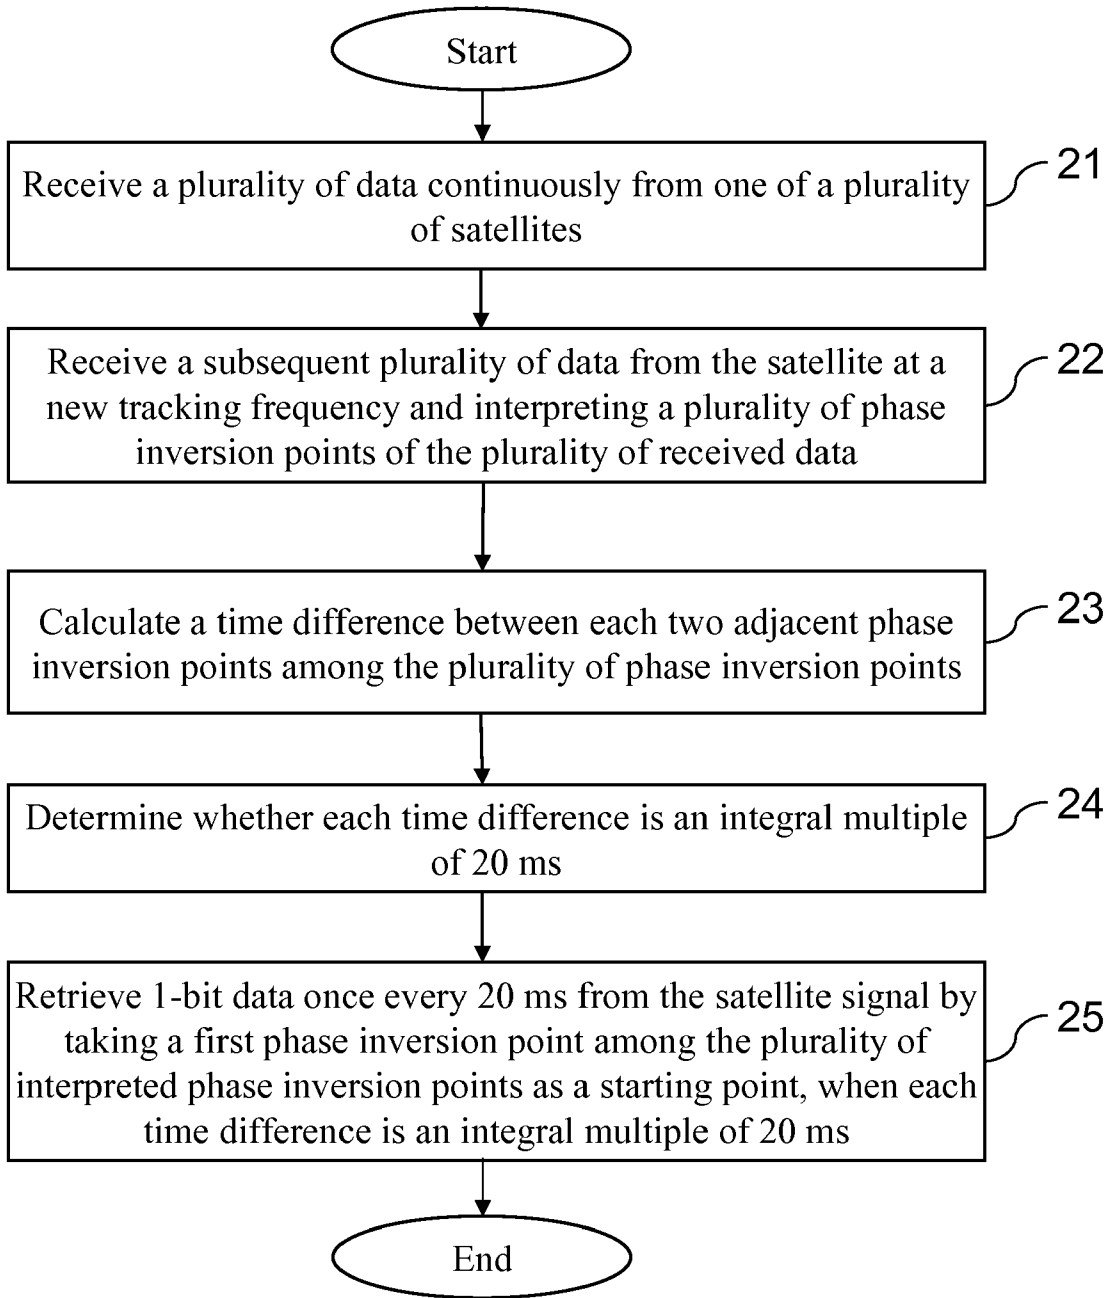 Start
Receive a plurality of data continuously from one of a plurality
of satellites
21
Receive a subsequent plurality of data from the satellite at a
new tracking frequency and interpreting a plurality of phase
inversion points of the plurality of received data
22
Calculate a time difference between each two adjacent phase
inversion points among the plurality of phase inversion points
23
Determine whether each time difference is an integral multiple
of 20 ms
24
Retrieve 1-bit data once every 20 ms from the satellite signal by
taking a first phase inversion point among the plurality of
interpreted phase inversion points as a starting point, when each
time difference is an integral multiple of 20 ms
25
End